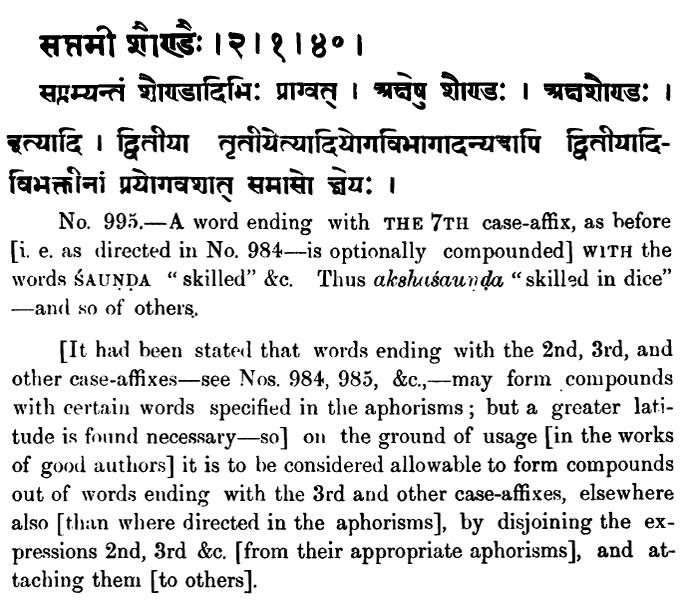 सप्तमी शौण्डैः । २ । १ । ४० ।
सप्तम्यन्तं शौण्डादिभिः प्राग्वत् । अक्षेषु शौण्डः । अक्षशौण्डः ।
इत्यादि । द्वितीया तृतीयेत्यादियोगविभागादन्यत्रापि द्वितीयादि-
विभक्तीनां प्रयोगवशात् समासो ज्ञेयः ।
No. 995.—A word ending with THE 7TH case-affix, as before
[i. e. as directed in No. 984—is optionally compounded] WITH the
words ŚAUṆḌA “skilled” &c. Thus akshaśauṇḍa “skilled in dice”
—and so of others.
[It had been stated that words ending with the 2nd, 3rd, and
other case-affixes—see Nos. 984, 985, &c.,—may form compounds
with certain words specified in the aphorisms; but a greater lati-
tude is found necessary—so] on the ground of usage [in the works
of good authors] it is to be considered allowable to form compounds
out of words ending with the 3rd and other case-affixes, elsewhere
also [than where directed in the aphorisms], by disjoining the ex-
pressions 2nd, 3rd &c. [from their appropriate aphorisms], and at-
taching them [to others].